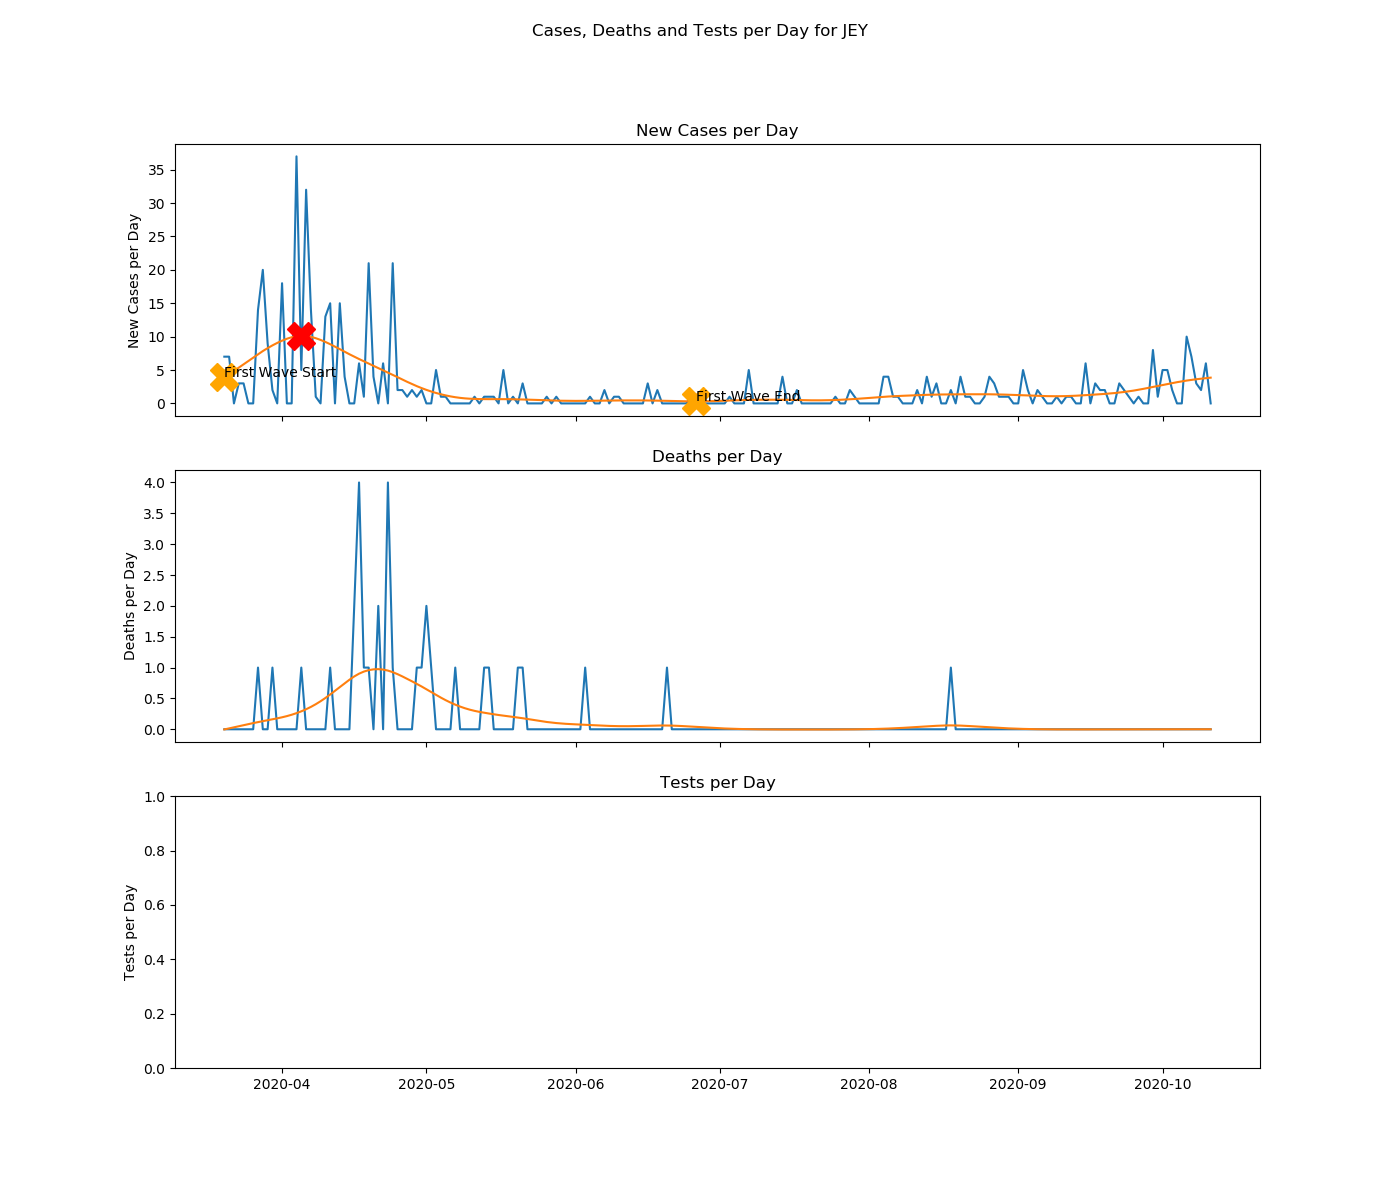 Cases, Deaths and Tests per Day for JEY
New Cases per Day
New Cases per Day
35
30
25
20
15
10
5
0
First Wave Start
First Wave End
Deaths per Day
Deaths per Day
4.0
3.5
3.0
2.5
2.0
1.5
1.0
0.5
0.0
Tests per Day
Tests per Day
1.0
0.8
0.6
0.4
0.2
0.0
2020-04 2020-05 2020-06 2020-07 2020-08 2020-09 2020-10